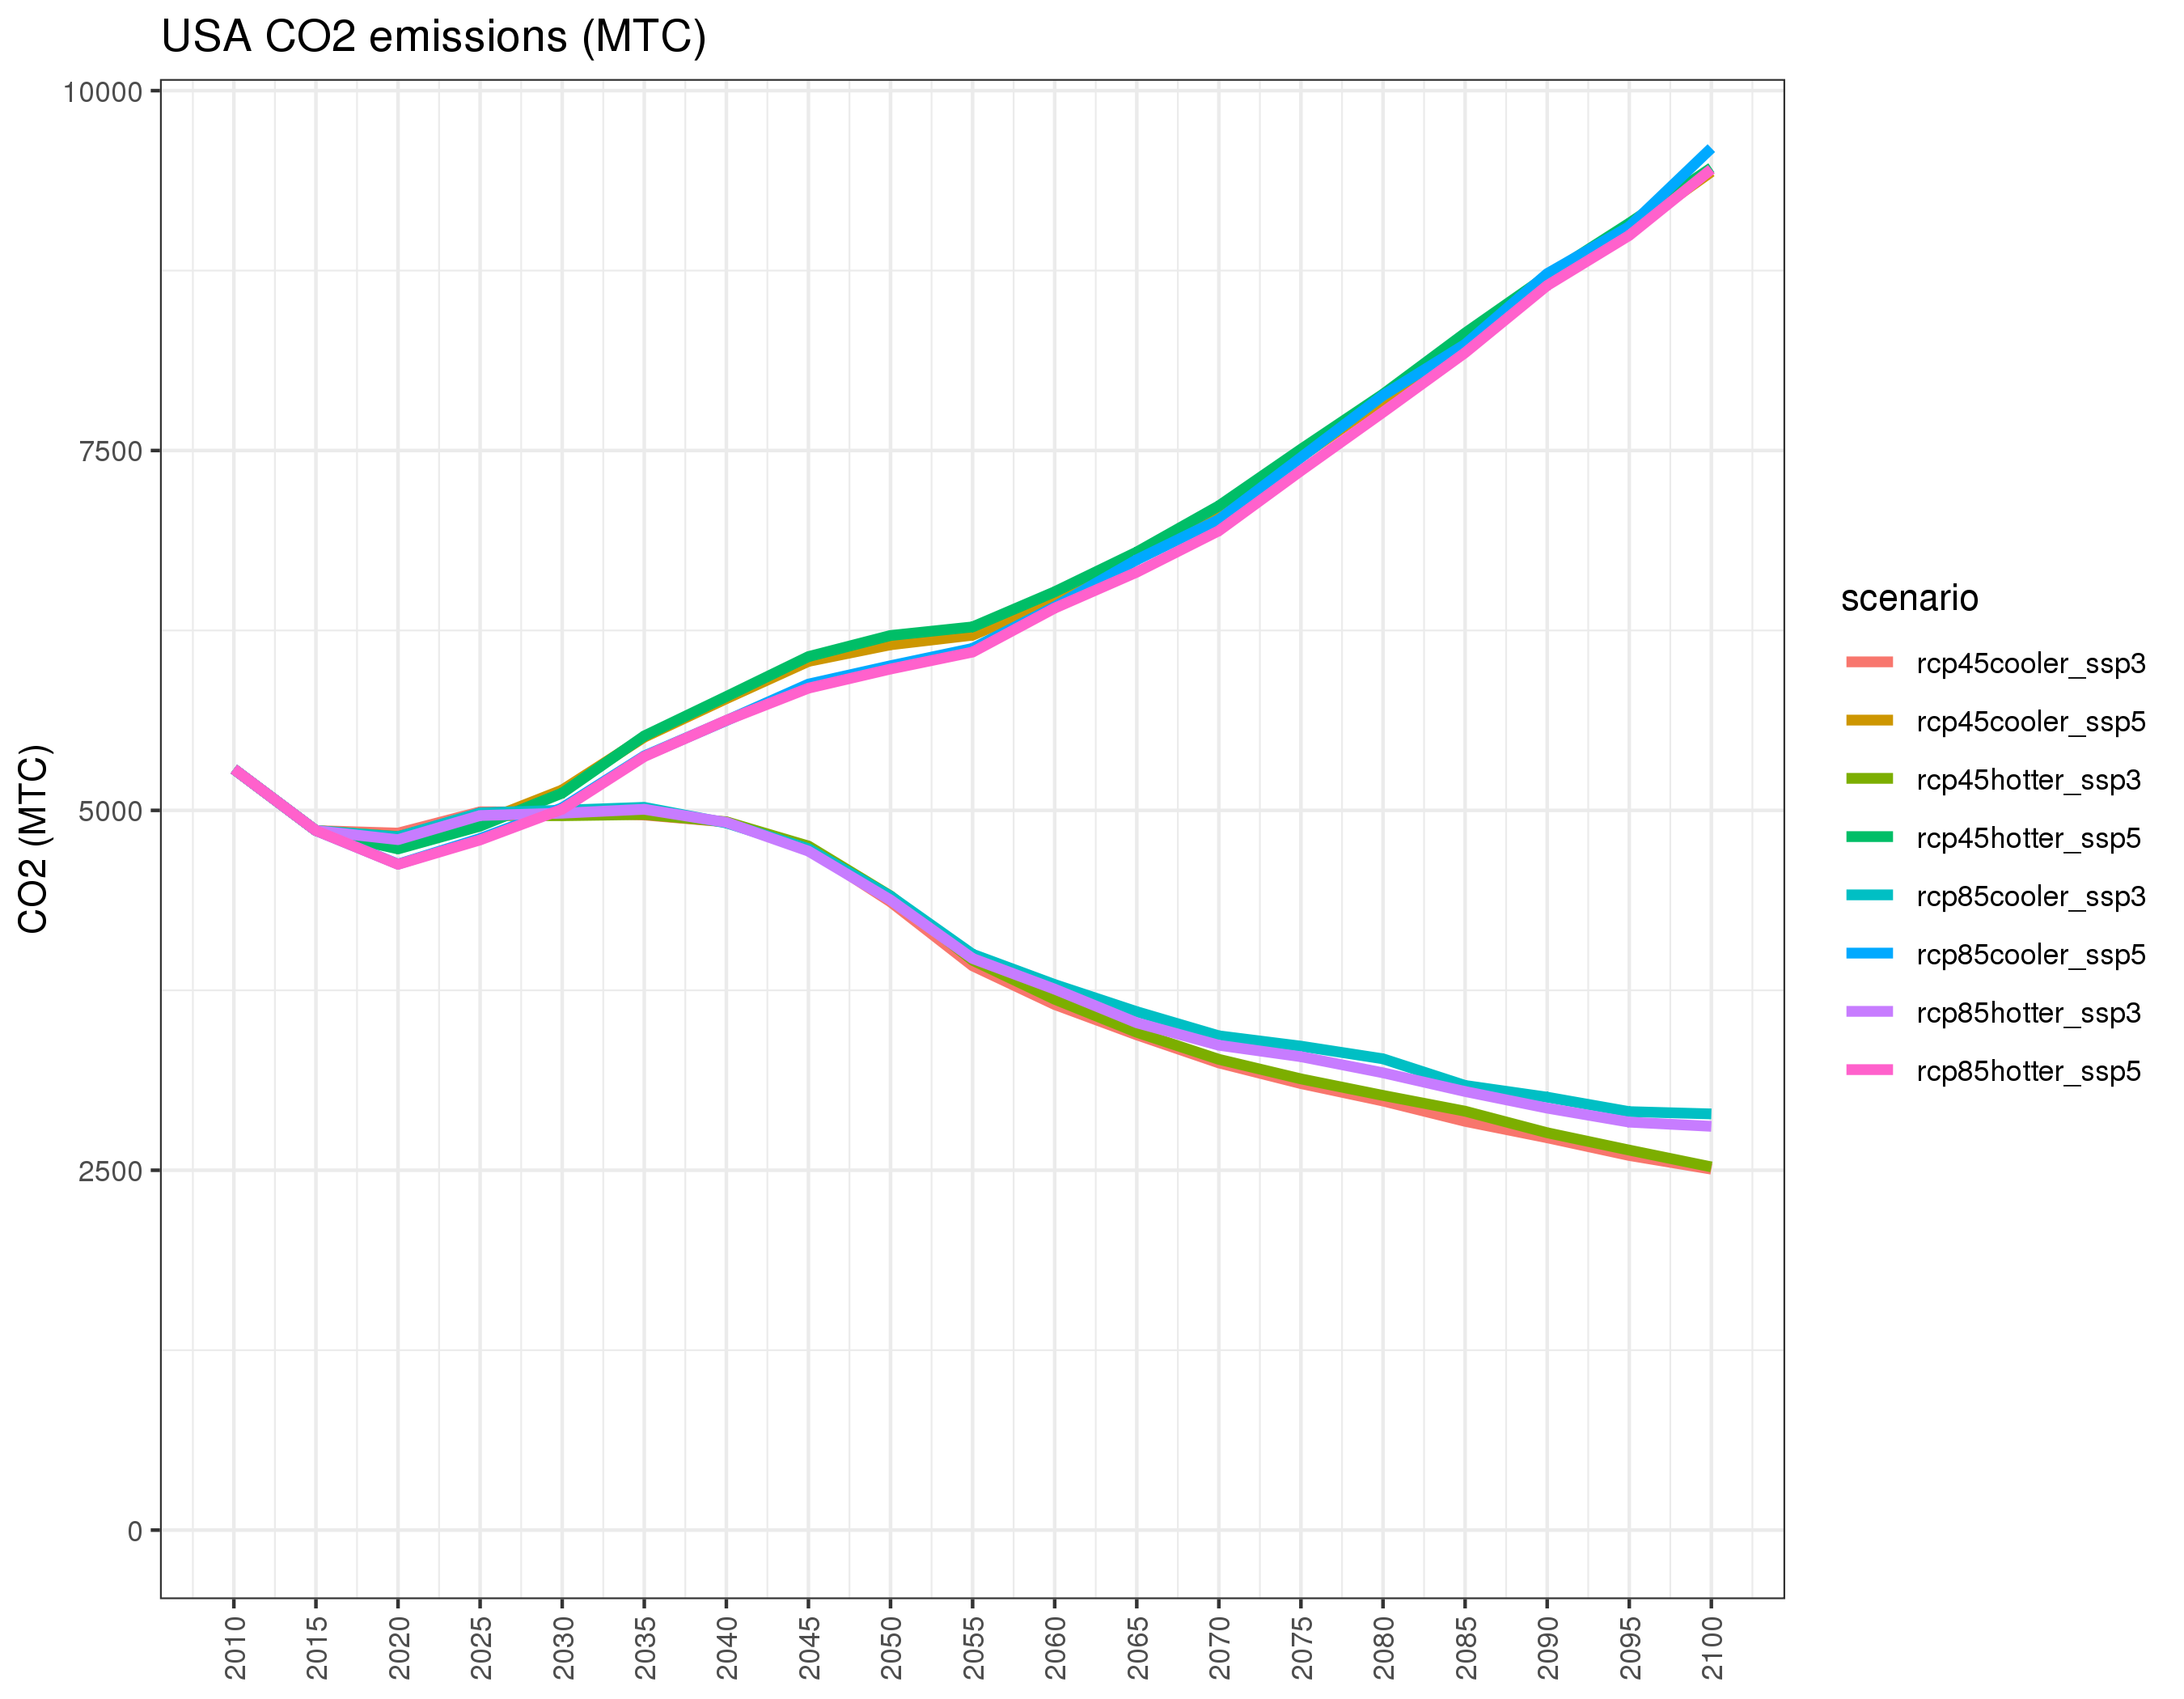 USA CO2 emissions (MTC)
CO2 (MTC)
10000
7500
5000
2500
0
2010
2015
2020
2025
2030
2035
2040
2045
2050
2055
2060
2065
2070
2075
2080
2085
2090
2095
2100
scenario
rcp45cooler_ssp3
rcp45cooler_ssp5
rcp45hotter_ssp3
rcp45hotter_ssp5
rcp85cooler_ssp3
rcp85cooler_ssp5
rcp85hotter_ssp3
rcp85hotter_ssp5